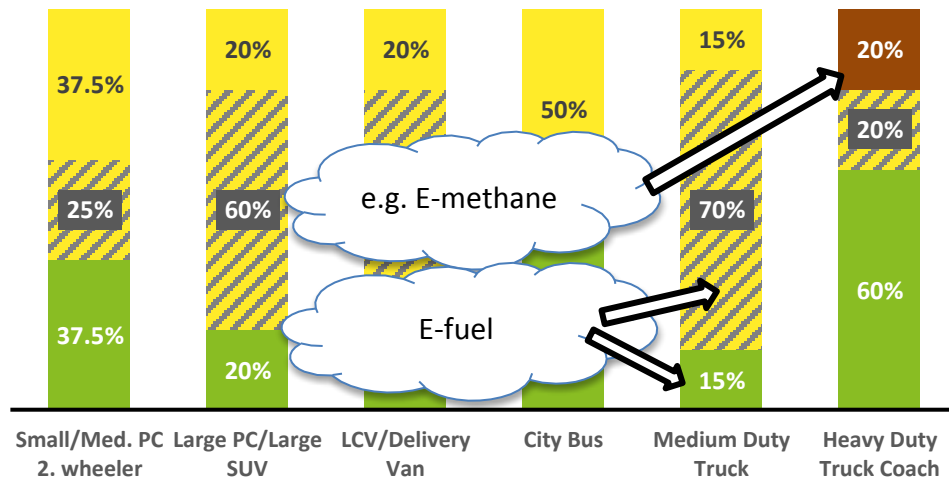 37.5%
25%
37.5%
20%
60%
20%
20%
50%
15%
70%
15%
20%
20%
60%
e.g. E-methane
E-fuel
Small/Med. PC
2. wheeler
Large PC/Large
SUV
LCV/Delivery
Van
City Bus
Medium Duty
Truck
Heavy Duty
Truck Coach